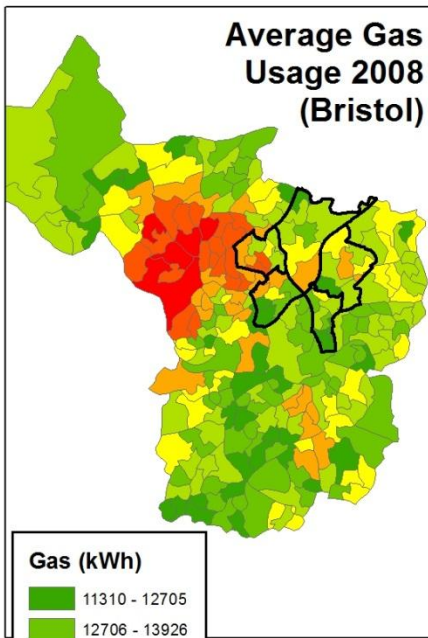 Average Gas
Usage 2008
(Bristol)
Gas (kWh)
11310 - 12705
12706 - 13926